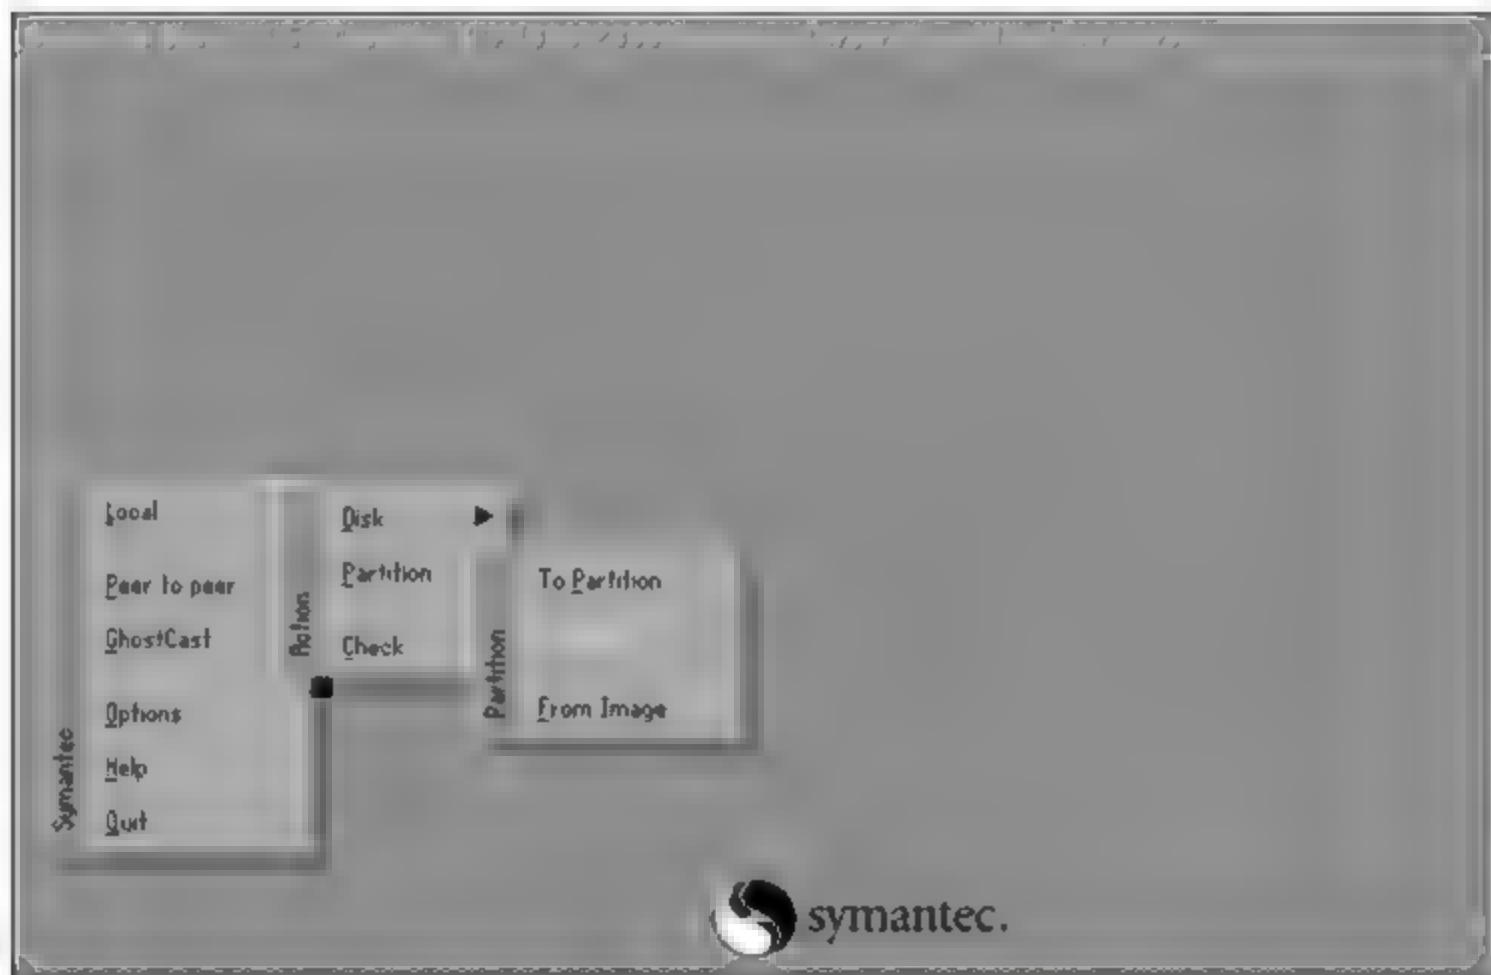 Local
Peer to peer
GhostCast
Options
Help
Quit
Symantec
Disk
Partition
Check
Action
To Partition
From Image
Partition
symantec.